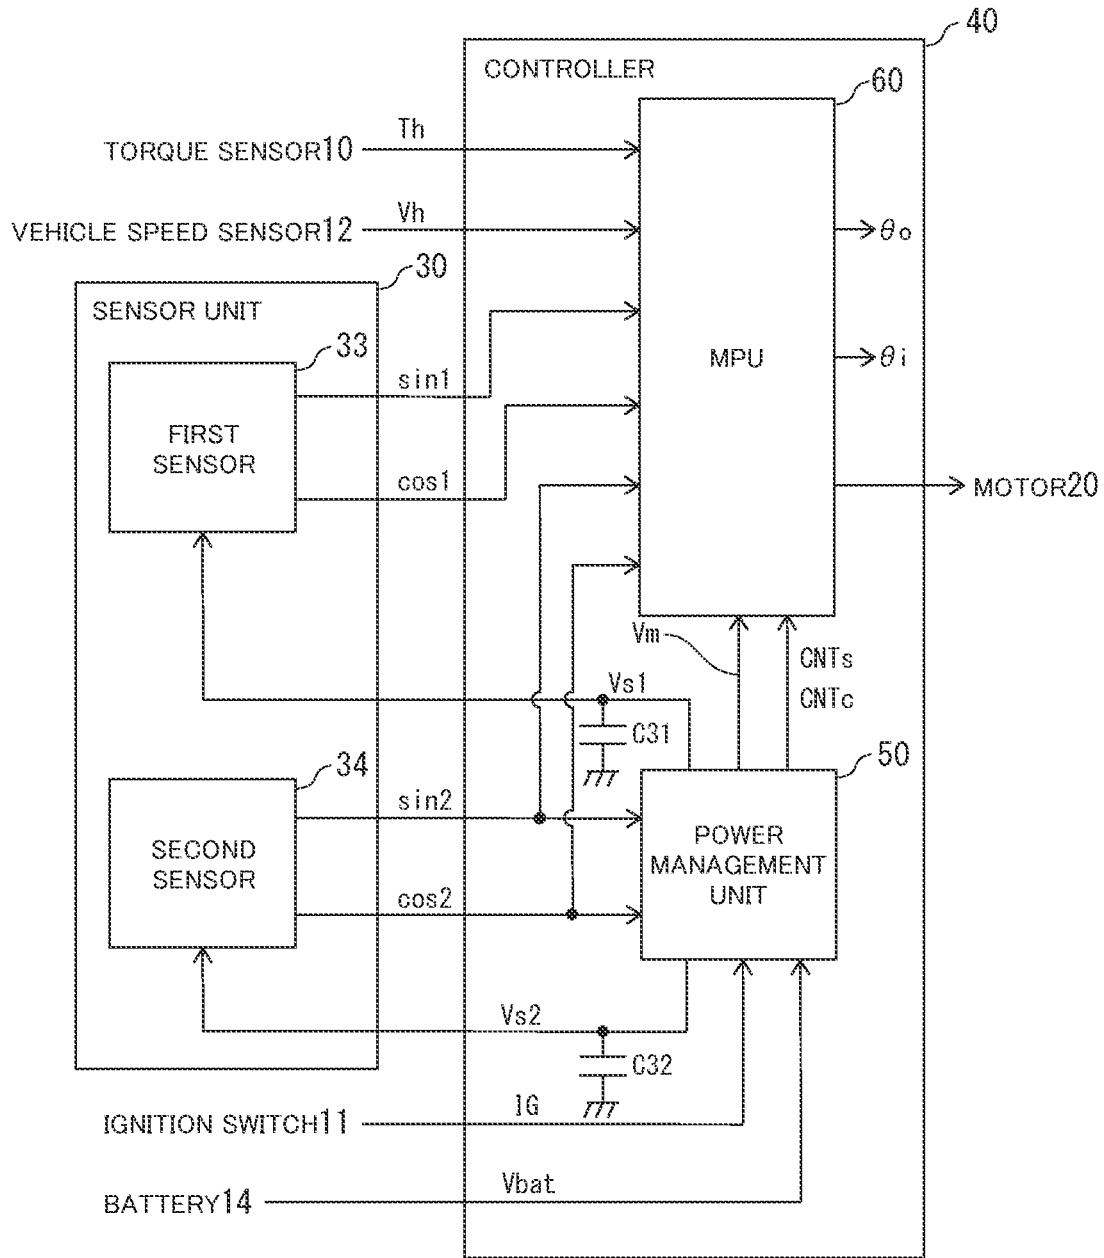 40
CONTROLLER
60
Th
TORQUE SENSOR10
Vh
VEHICLE SPEED SENSOR12
θo
30
SENSOR UNIT
33
sin1
MPU
θi
FIRST
SENSOR
cos1
MOTOR20
Vm
CNTs
CNTc
Vs1
C31
34
50
sin2
SECOND
SENSOR
POWER
MANAGEMENT
UNIT
cos2
Vs2
C32
IG
IGNITION SWITCH11
Vbat
BATTERY14